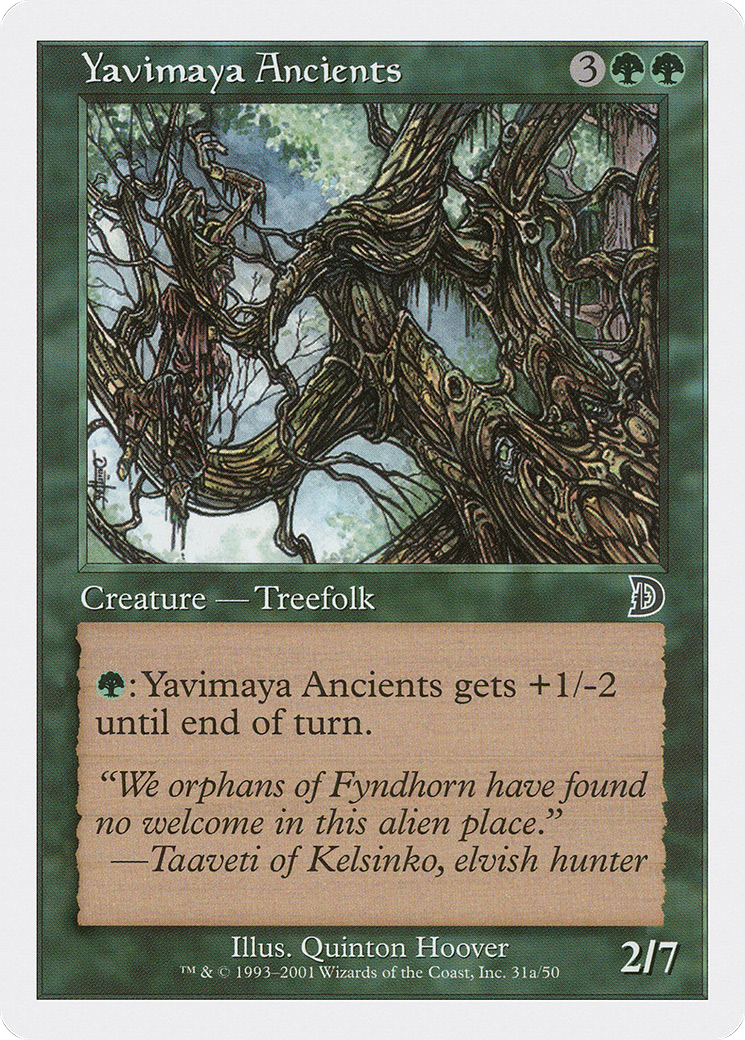 Yavimaya Ancients 3
Creature — Treefolk D
: Yavimaya Ancients gets +1/-2
until end of turn.
“We orphans of Fyndhorn have found
no welcome in this alien place.”
—Taaveti of Kelsinko, elvish hunter
Illus. Quinton Hoover
™ & © 1993–2001 Wizards of the Coast, Inc. 31a/50
2/7